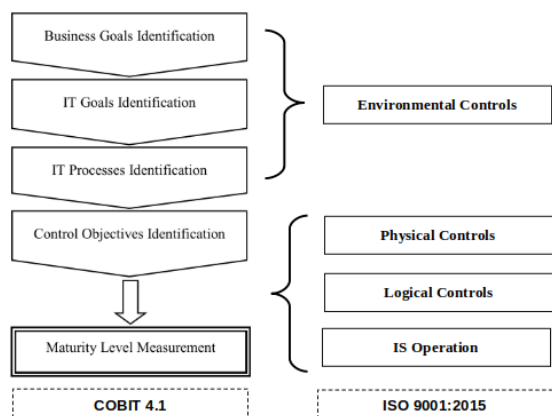 Business Goals Identification
IT Goals Identification
Environmental Controls
IT Processes Identification
Control Objectives Identification
Physical Controls
Logical Controls
Maturity Level Measurement
IS Operation
COBIT 4.1
ISO 9001:2015